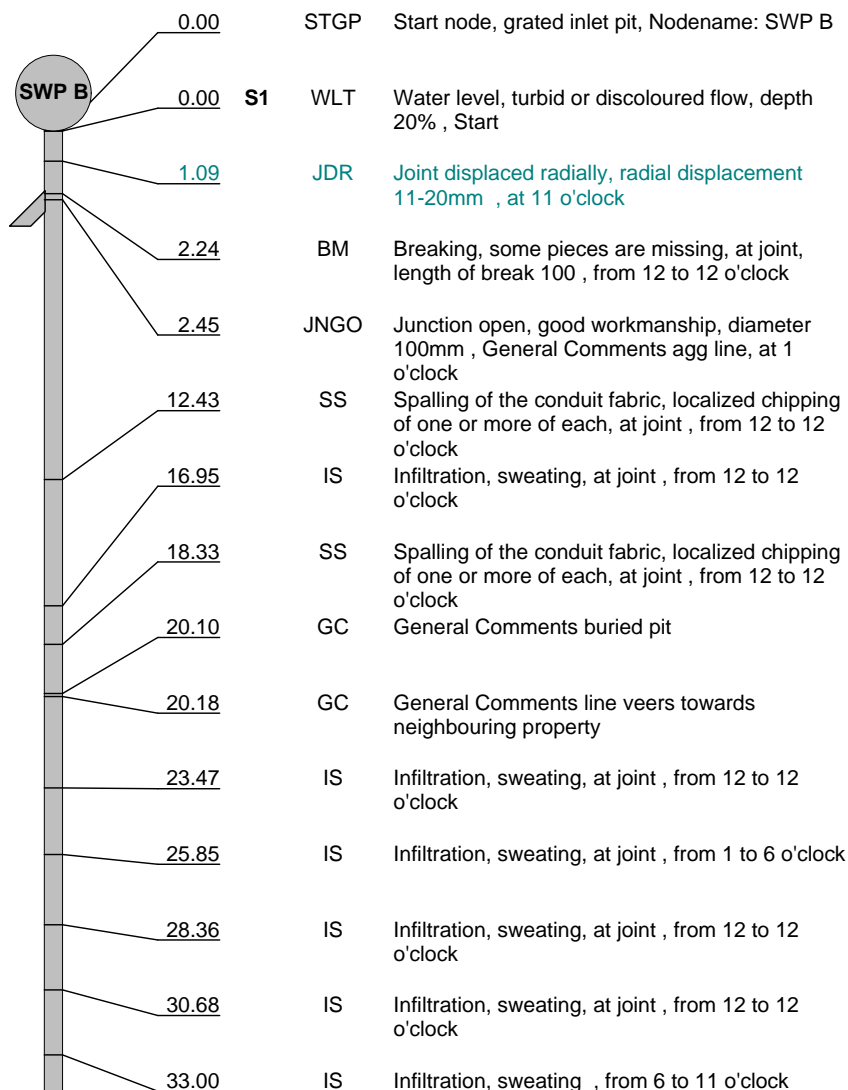 0.00 STGP Start node, grated inlet pit, Nodename: SWP B
SWP B
0.00 S1 WLT Water level, turbid or discoloured flow, depth
20% , Start
1.09 JDR Joint displaced radially, radial displacement
11-20mm , at 11 o'clock
2.24 BM Breaking, some pieces are missing, at joint,
length of break 100 , from 12 to 12 o'clock
2.45 JNGO Junction open, good workmanship, diameter
100mm , General Comments agg line, at 1
o'clock
12.43 SS Spalling of the conduit fabric, localized chipping
of one or more of each, at joint , from 12 to 12
o'clock
16.95 IS Infiltration, sweating, at joint , from 12 to 12
o'clock
18.33 SS Spalling of the conduit fabric, localized chipping
of one or more of each, at joint , from 12 to 12
o'clock
20.10 GC General Comments buried pit
20.18 GC General Comments line veers towards
neighbouring property
23.47 IS Infiltration, sweating, at joint , from 12 to 12
o'clock
25.85 IS Infiltration, sweating, at joint , from 1 to 6 o'clock
28.36 IS Infiltration, sweating, at joint , from 12 to 12
o'clock
30.68 IS Infiltration, sweating, at joint , from 12 to 12
o'clock
33.00 IS Infiltration, sweating , from 6 to 11 o'clock